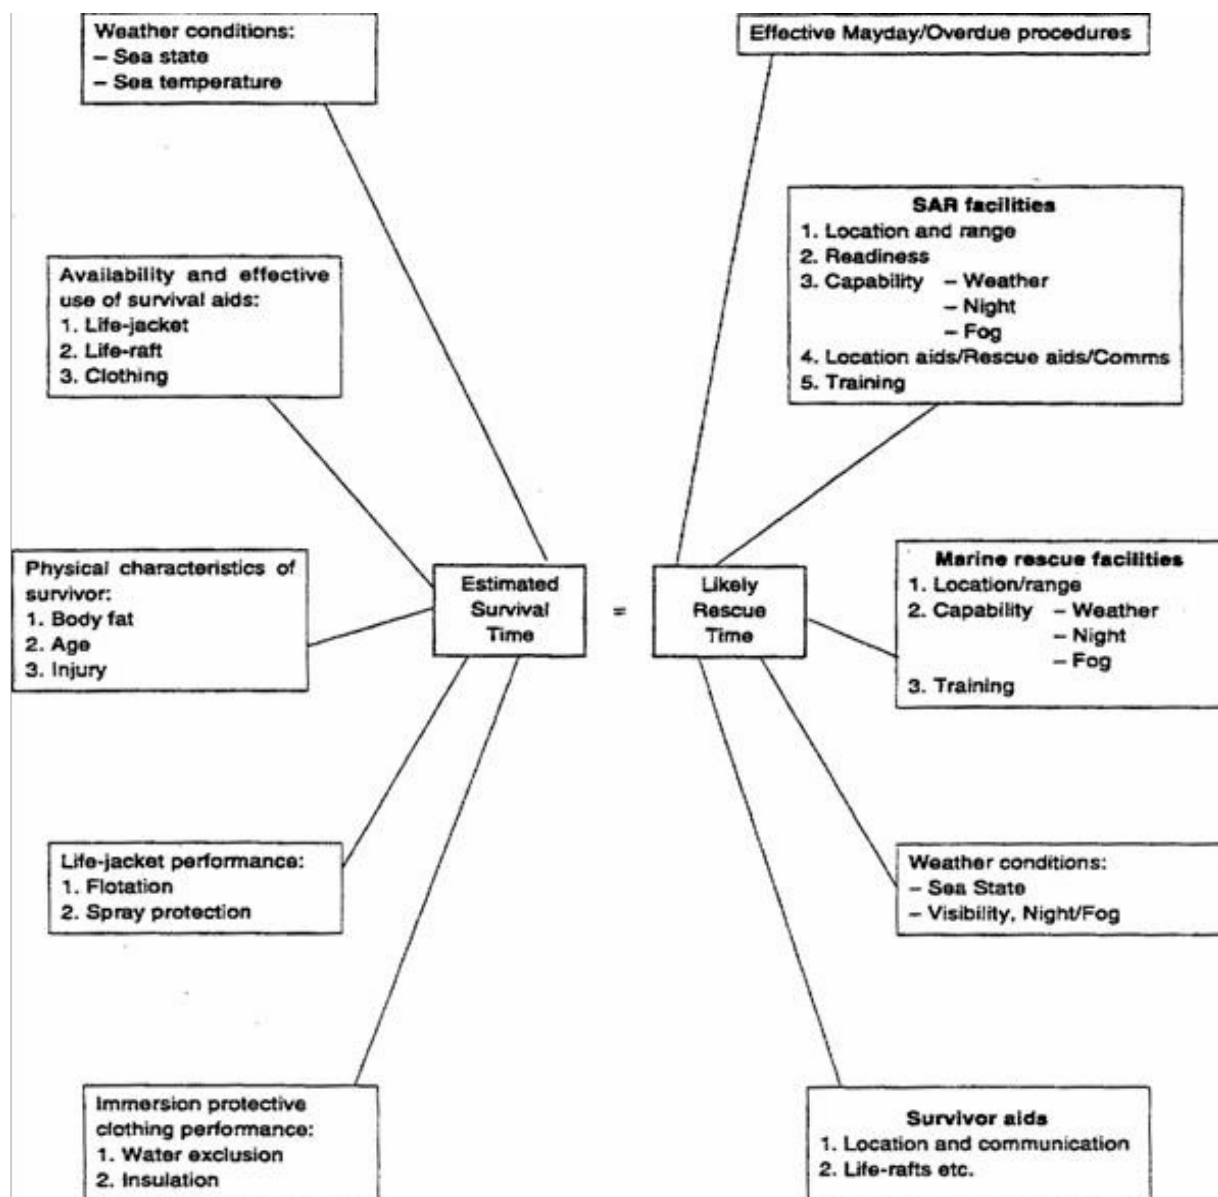 Weather conditions:
– Sea state
– Sea temperature
Effective Mayday/Overdue procedures
SAR facilities
1. Location and range
2. Readiness
3. Capability – Weather
– Night
– Fog
4. Location aids/Rescue aids/Comms
5. Training
Availability and effective
use of survival aids:
1. Life-jacket
2. Life-raft
3. Clothing
Physical characteristics of
survivor:
1. Body fat
2. Age
3. Injury
Estimated
Survival
Time
=
Likely
Rescue
Time
Marine rescue facilities
1. Location/range
2. Capability – Weather
– Night
– Fog
3. Training
Life-jacket performance:
1. Flotation
2. Spray protection
Weather conditions:
– Sea State
– Visibility, Night/Fog
Immersion protective
clothing performance:
1. Water exclusion
2. Insulation
Survivor aids
1. Location and communication
2. Life-rafts etc.